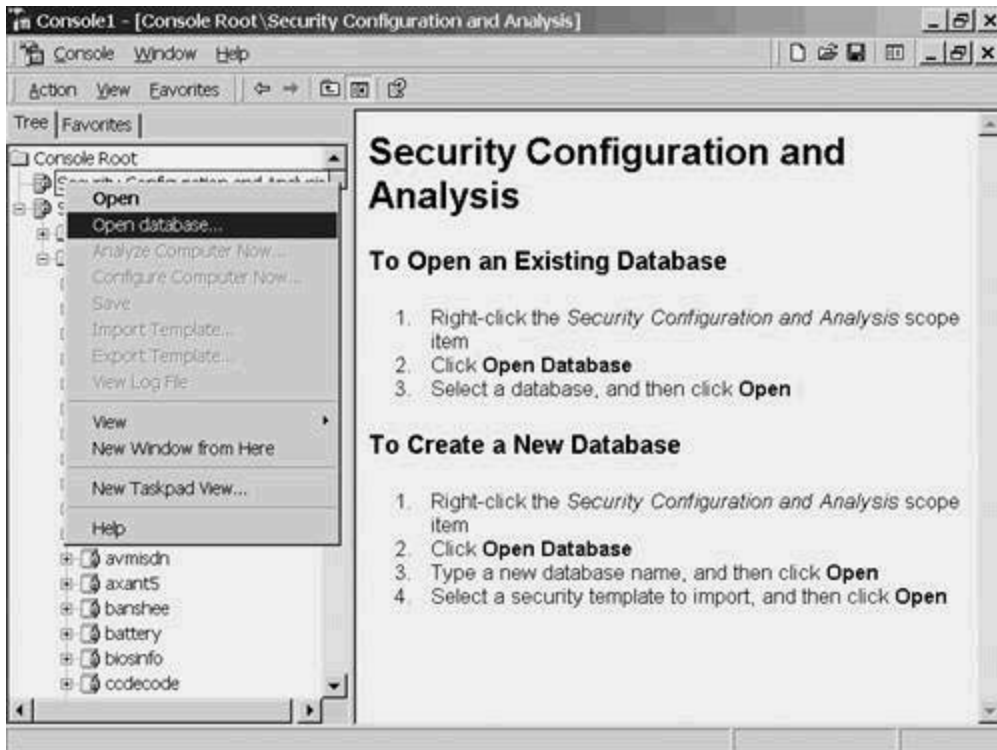 Console1 - [Console Root\Security Configuration and Analysis]
Console Window Help
Action View Favorites
Tree Favorites
Console Root
Security Configuration and Analysis
S
Open
Open database...
Analyze Computer Now...
Configure Computer Now...
Save
Import Template...
Export Template...
View Log File
View
New Window from Here
New Taskpad View...
Help
avmisdn
axant5
banshee
battery
biosinfo
ccdecode
Security Configuration and
Analysis
To Open an Existing Database
1. Right-click the Security Configuration and Analysis scope
item
2. Click Open Database
3. Select a database, and then click Open
To Create a New Database
1. Right-click the Security Configuration and Analysis scope
item
2. Click Open Database
3. Type a new database name, and then click Open
4. Select a security template to import, and then click Open